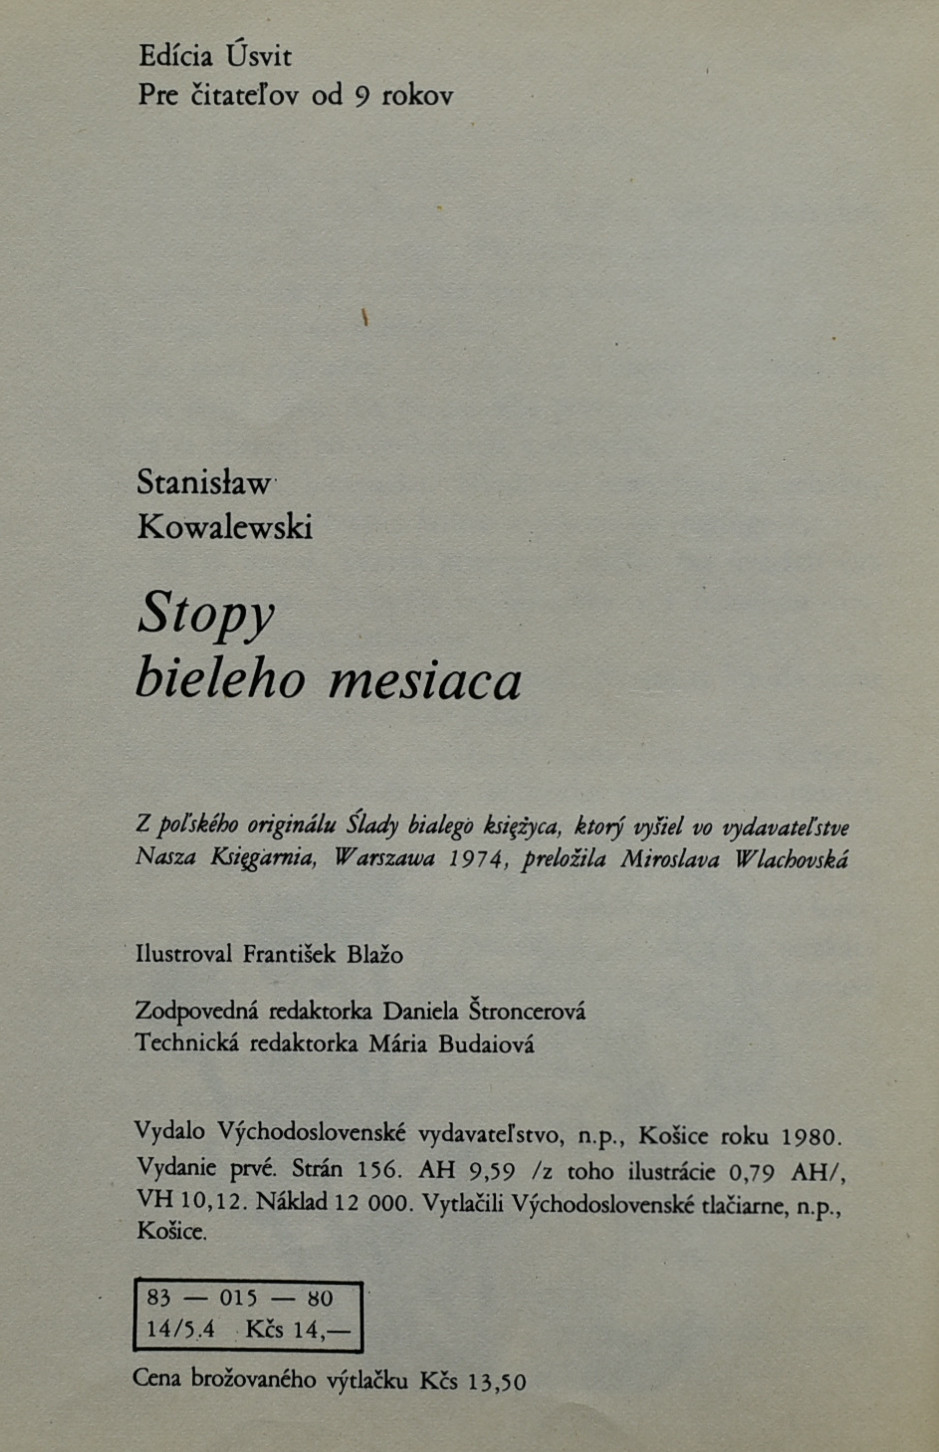 Edícia Úsvit
Pre čitateľov od 9 rokov
Stanisław
Kowalewski
Stopy
bieleho mesiaca
Z poľského originálu Ślady bialego księżyca, ktorý vyšiel vo vydavateľstve
Nasza Księgarnia, Warszawa 1974, preložila Miroslava Wlachovská
Ilustroval František Blažo
Zodpovedná redaktorka Daniela Štroncerová
Technická redaktorka Mária Budaiová
Vydalo Východoslovenské vydavateľstvo, n.p., Košice roku 1980.
Vydanie prvé. Strán 156. AH 9,59 /z toho ilustrácie 0,79 AH/,
VH 10,12. Náklad 12 000. Vytlačili Východoslovenské tlačiarne, n.p.,
Košice.
83 — 015 — 80
14/5.4 Kčs 14,—
Cena brožovaného výtlačku Kčs 13,50